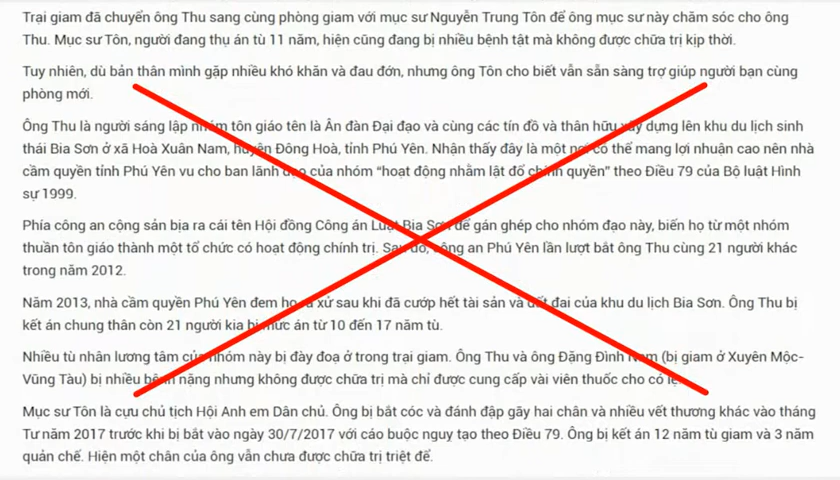 Trại giam đã chuyển ông Thu sang cùng phòng giam với mục sư Nguyễn Trung Tôn để ông mục sư này chăm sóc cho ông
Thu. Mục sư Tôn, người đang thụ án tù 11 năm, hiện cũng đang bị nhiều bệnh tật mà không được chữa trị kịp thời.
Tuy nhiên, dù bản thân mình gặp nhiều khó khăn và đau đớn, nhưng ông Tôn cho biết vẫn sẵn sàng trợ giúp người bạn cùng
phòng mới.
Ông Thu là người sáng lập nhóm tôn giáo tên là Ân đàn Đại đạo và cùng các tín đồ và thân hữu xây dựng lên khu du lịch sinh
thái Bia Sơn ở xã Hoà Xuân Nam, huyện Đông Hoà, tỉnh Phú Yên. Nhận thấy đây là một nơi có thể mang lợi nhuận cao nên nhà
cầm quyền tỉnh Phú Yên vu cho ban lãnh đạo của nhóm "hoạt động nhằm lật đổ chính quyền" theo Điều 79 của Bộ luật Hình
sự 1999.
Phía công an cộng sản bịa ra cái tên Hội đồng Công án Luật Bia Sơn để gán ghép cho nhóm đạo này, biến họ từ một nhóm
thuần tôn giáo thành một tổ chức có hoạt động chính trị. Sau đó, công an Phú Yên lần lượt bắt ông Thu cùng 21 người khác
trong năm 2012.
Năm 2013, nhà cầm quyền Phú Yên đem họ ra xử sau khi đã cướp hết tài sản và đất đai của khu du lịch Bia Sơn. Ông Thu bị
kết án chung thân còn 21 người kia bị mức án từ 10 đến 17 năm tù.
Nhiều tù nhân lương tâm của nhóm này bị đày đoạ ở trong trại giam. Ông Thu và ông Đặng Đình Nam (bị giam ở Xuyên Mộc-
Vũng Tàu) bị nhiều bệnh nặng nhưng không được chữa trị mà chỉ được cung cấp vài viên thuốc cho có lệ.
Mục sư Tôn là cựu chủ tịch Hội Anh em Dân chủ. Ông bị bắt cóc và đánh đập gãy hai chân và nhiều vết thương khác vào tháng
Tư năm 2017 trước khi bị bắt vào ngày 30/7/2017 với cáo buộc nguỵ tạo theo Điều 79. Ông bị kết án 12 năm tù giam và 3 năm
quản chế. Hiện một chân của ông vẫn chưa được chữa trị triệt để.